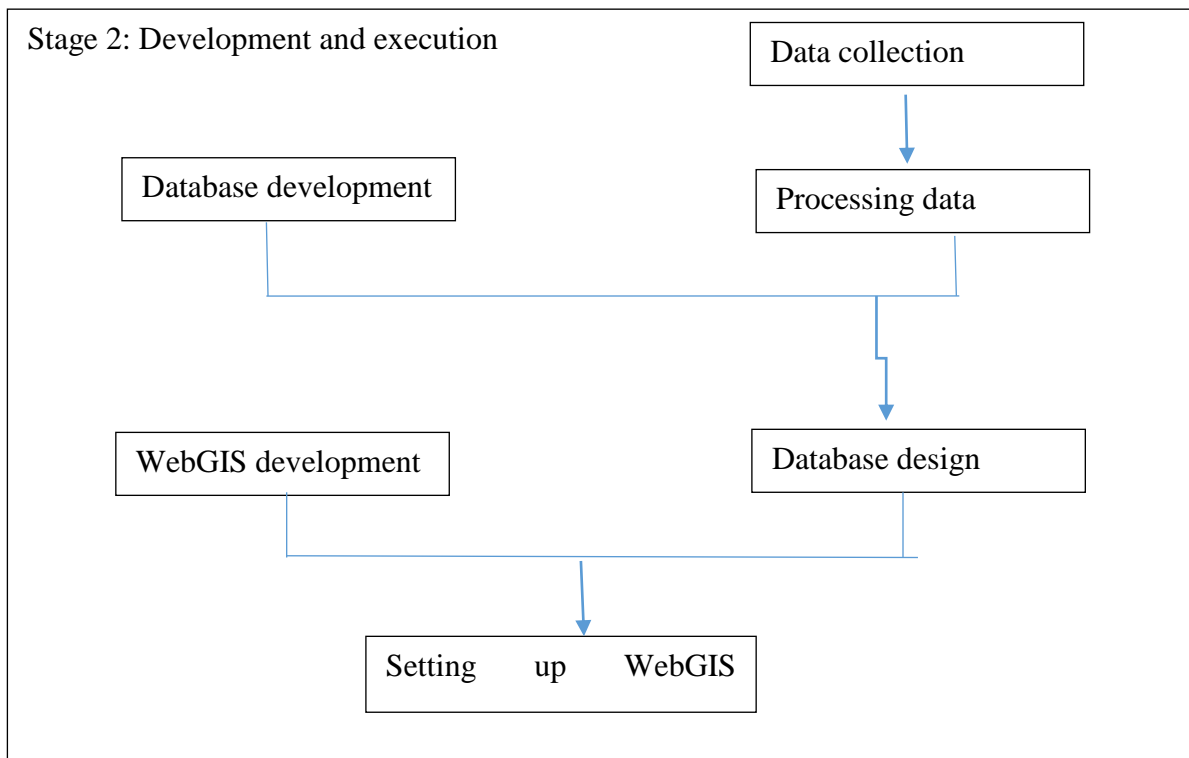 Stage 2: Development and execution
Data collection
Database development
Processing data
WebGIS development
Database design
Setting up WebGIS